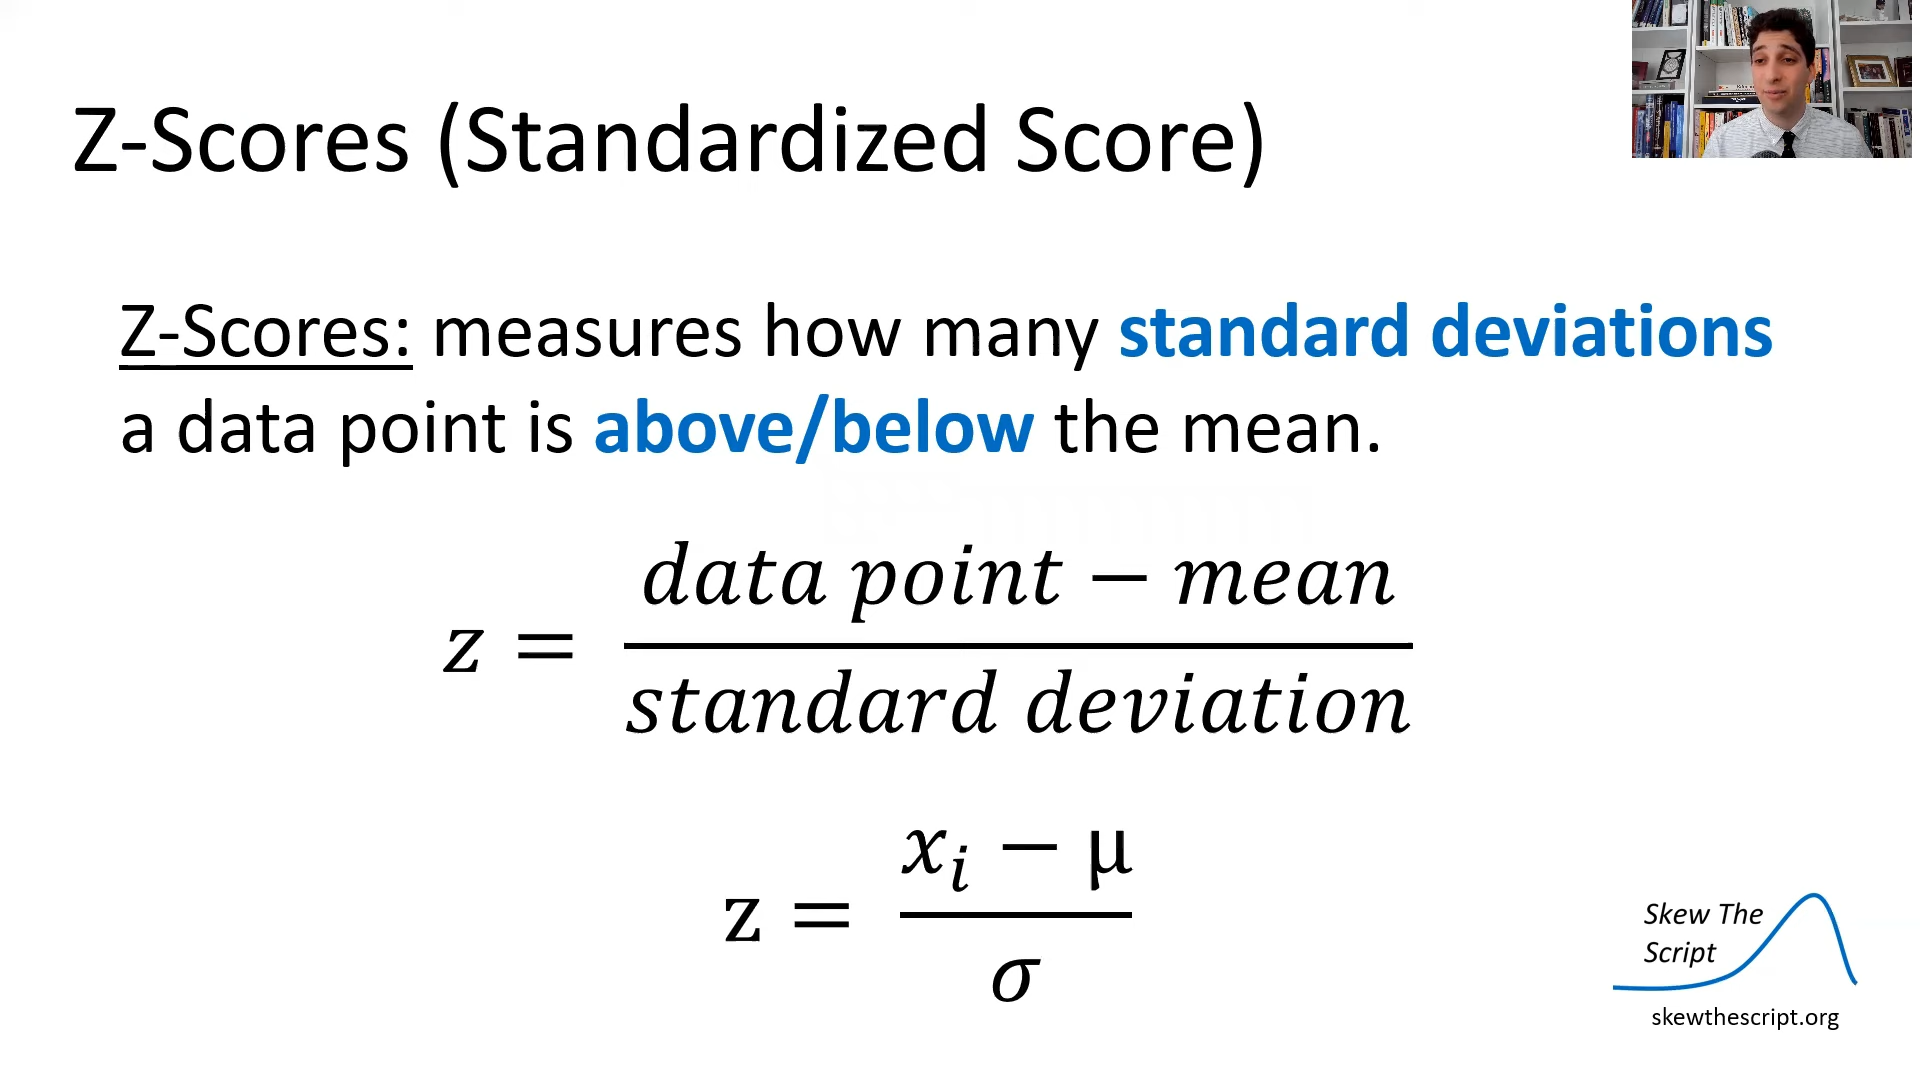 Z-Scores (Standardized Score)
Z-Scores: measures how many standard deviations
a data point is above/below the mean.
z = data point − mean / standard deviation
z = xᵢ − µ / σ
Skew The
Script
skewthescript.org